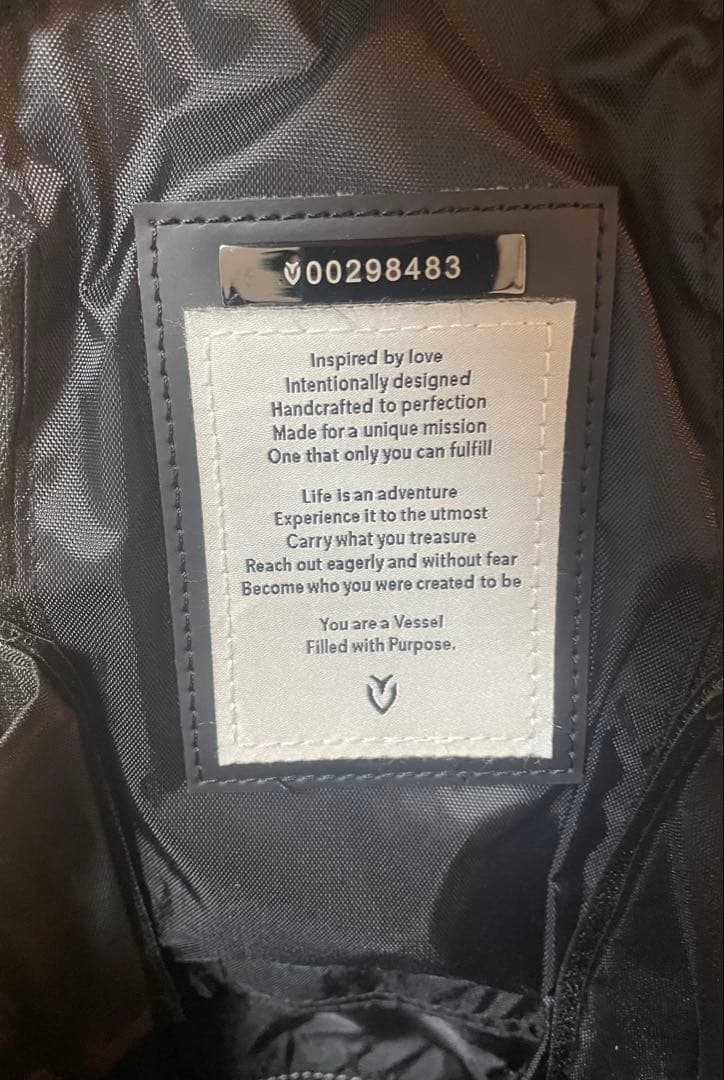 00298483
Inspired by love
Intentionally designed
Handcrafted to perfection
Made for a unique mission
One that only you can fulfill
Life is an adventure
Experience it to the utmost
Carry what you treasure
Reach out eagerly and without fear
Become who you were created to be
You are a Vessel
Filled with Purpose.